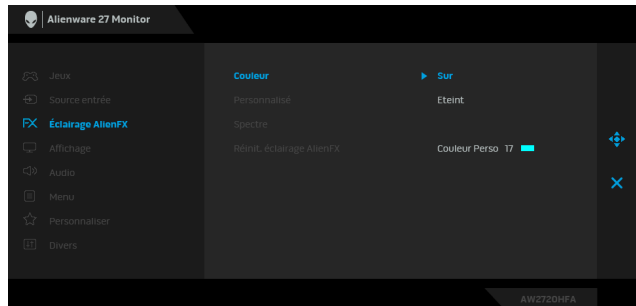 Alienware 27 Monitor
Jeux
Couleur
Sur
Source entrée
Personnalisé
Eteint
FX Éclairage AlienFX
Spectre
Affichage
Réinit. éclairage AlienFX
Couleur Perso 17
Audio
Menu
Personnaliser
Divers
AW2720HFA